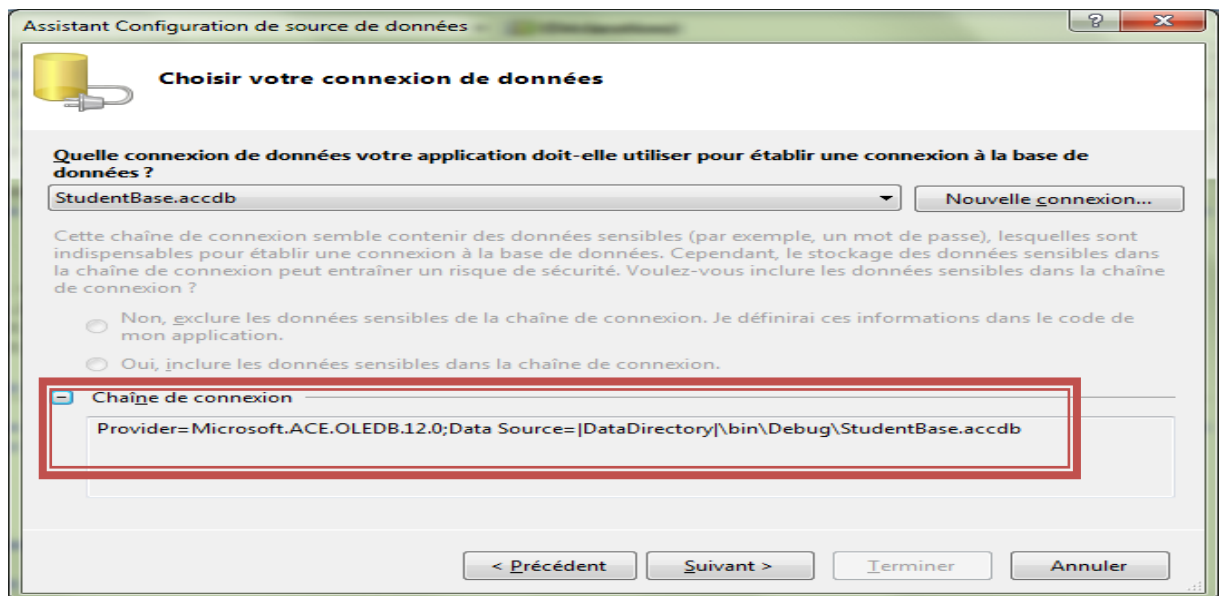 Assistant Configuration de source de données
Choisir votre connexion de données
Quelle connexion de données votre application doit-elle utiliser pour établir une connexion à la base de
données ?
StudentBase.accdb
Nouvelle connexion...
Cette chaîne de connexion semble contenir des données sensibles (par exemple, un mot de passe), lesquelles sont
indispensables pour établir une connexion à la base de données. Cependant, le stockage des données sensibles dans
la chaîne de connexion peut entraîner un risque de sécurité. Voulez-vous inclure les données sensibles dans la chaîne
de connexion ?
Non, exclure les données sensibles de la chaîne de connexion. Je définirai ces informations dans le code de
mon application.
Oui, inclure les données sensibles dans la chaîne de connexion.
Chaîne de connexion
Provider=Microsoft.ACE.OLEDB.12.0;Data Source=|DataDirectory|\bin\Debug\StudentBase.accdb
< Précédent
Suivant >
Terminer
Annuler